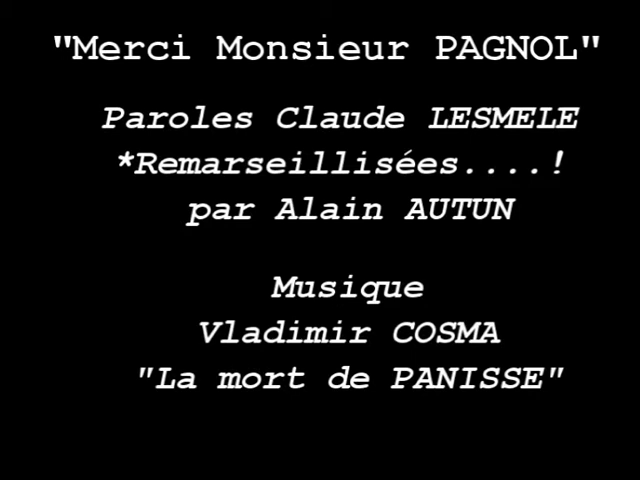 "Merci Monsieur PAGNOL"
Paroles Claude LESMELE
*Remarseillisées....!
par Alain AUTUN
Musique
Vladimir COSMA
"La mort de PANISSE"